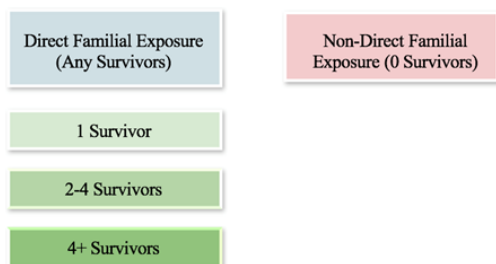 Direct Familial Exposure
(Any Survivors)
Non-Direct Familial
Exposure (0 Survivors)
1 Survivor
2-4 Survivors
4+ Survivors